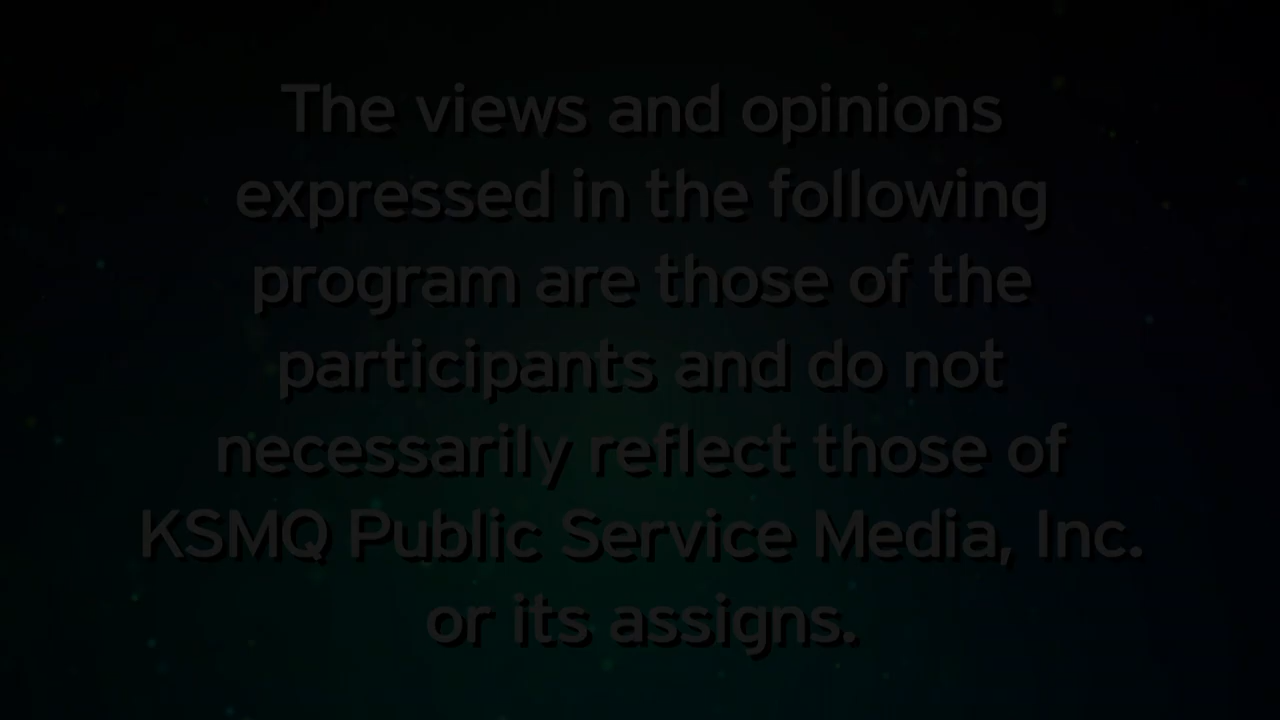 The views and opinions
expressed in the following
program are those of the
participants and do not
necessarily reflect those of
KSMQ Public Service Media, Inc.
or its assigns.